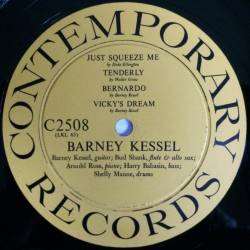 CONTEMPORARY
JUST SQUEEZE ME
by Duke Ellington
TENDERLY
by Walter Gross
BERNARDO
by Barney Kessel
VICKY'S DREAM
by Barney Kessel
C2508
(LKL 63)
BARNEY KESSEL
Barney Kessel, guitar; Bud Shank, flute & alto sax;
Arnold Ross, piano; Harry Babasin, bass;
Shelly Manne, drums
RECORDS